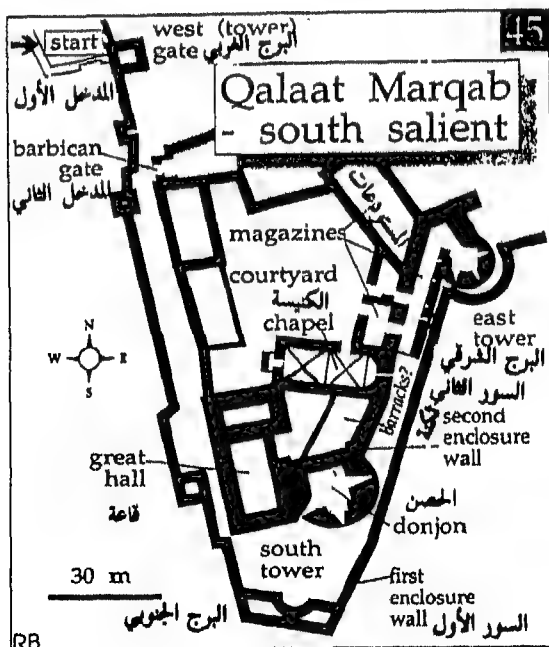 45
start
west (tower)
gate البرج الغربي
المدخل الأول
Qalaat Marqab
- south salient
barbican
gate
المدخل الثاني
المستودعات
magazines
courtyard
الكنيسة
chapel
N
W E
S
east
tower
البرج الشرقي
السور الثاني
Barracks?
ثكنة
second
enclosure
wall
great
hall
قاعة
الحصن
donjon
south
tower
30 m
البرج الجنوبي
first
enclosure
wall السور الأول
RB